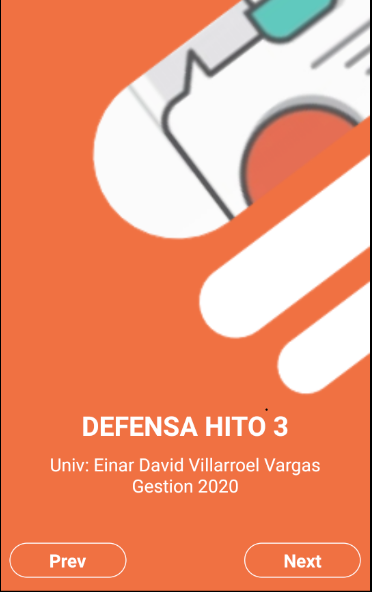 DEFENSA HITO 3
Univ: Einar David Villarroel Vargas
Gestion 2020
Prev
Next